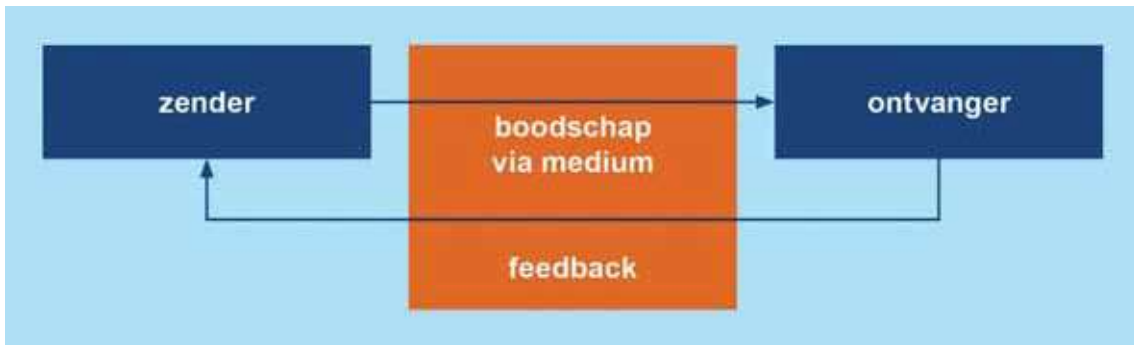 zender
boodschap
via medium
ontvanger
feedback